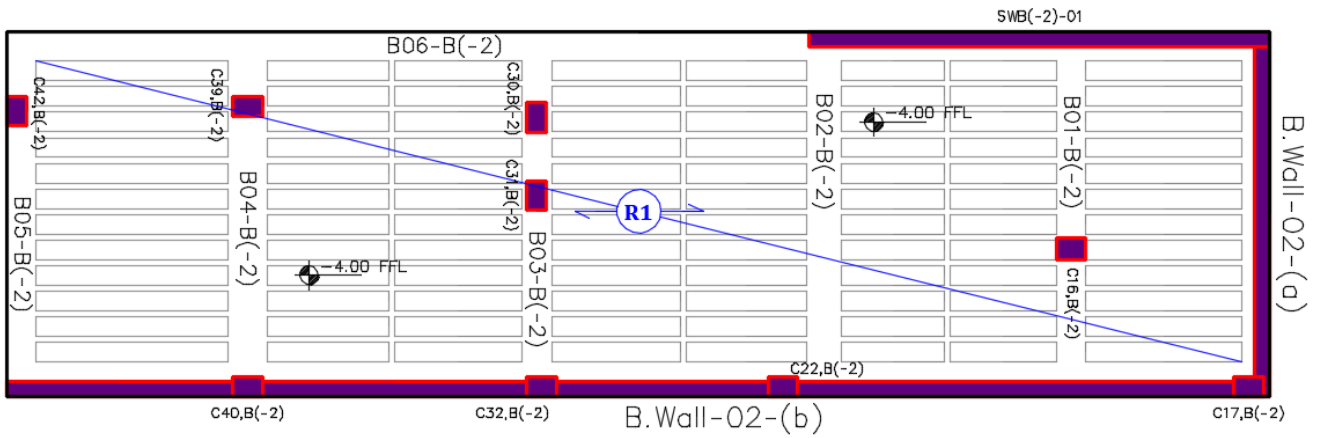 SWB(-2)-01
B06-B(-2)
C42,B(-2)
C39,B(-2)
C30,B(-2)
B02-B(-2)
-4.00 FFL
B01-B(-2)
B.Wall-02-(a)
C31,B(-2)
R1
B05-B(-2)
B04-B(-2)
-4.00 FFL
B03-B(-2)
C16,B(-2)
C22,B(-2)
C40,B(-2)
C32,B(-2)
B.Wall-02-(b)
C17,B(-2)